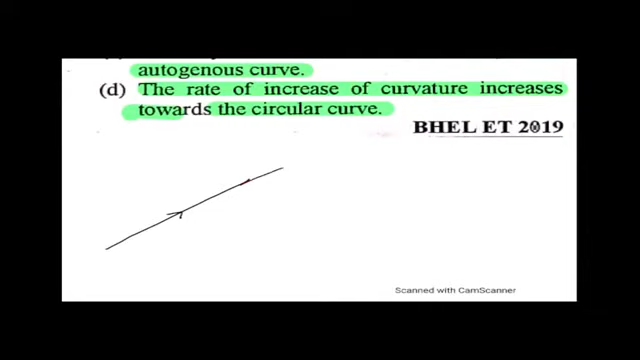 autogenous curve.
(d) The rate of increase of curvature increases
towards the circular curve.
BHEL ET 2019
Scanned with CamScanner